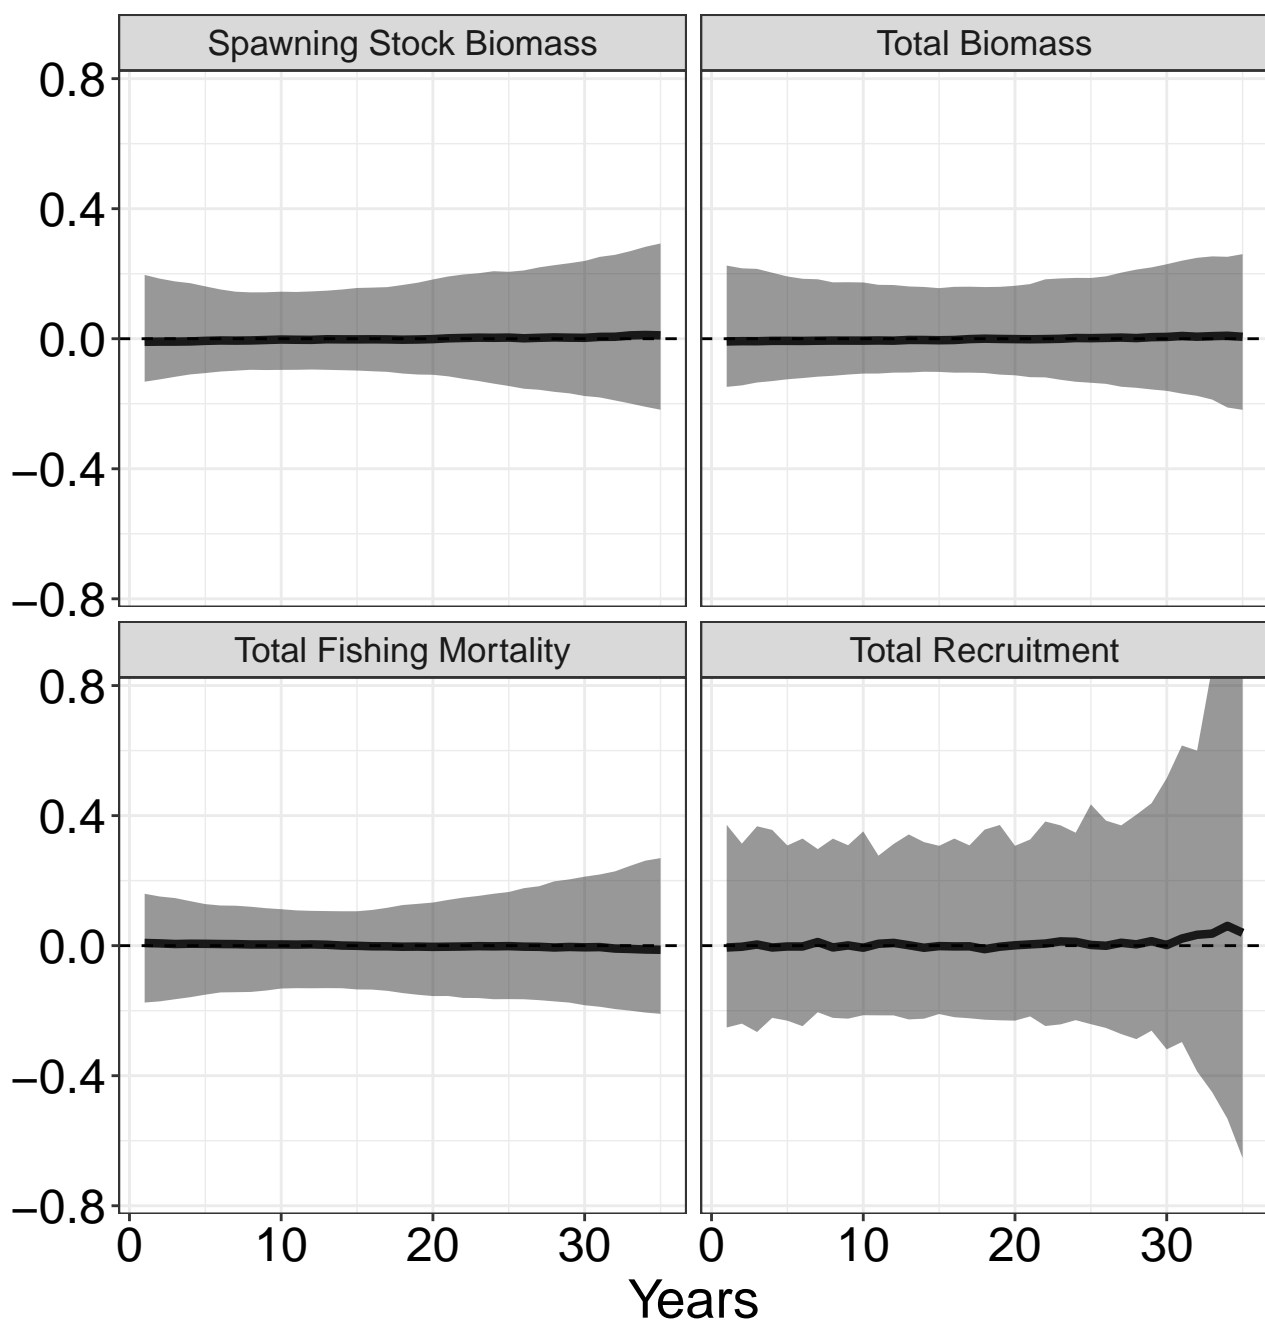 Spawning Stock Biomass
Total Biomass
0.8
0.4
0.0
−0.4
−0.8
Total Fishing Mortality
Total Recruitment
0.8
0.4
0.0
−0.4
−0.8
0 10 20 30
0 10 20 30
Years